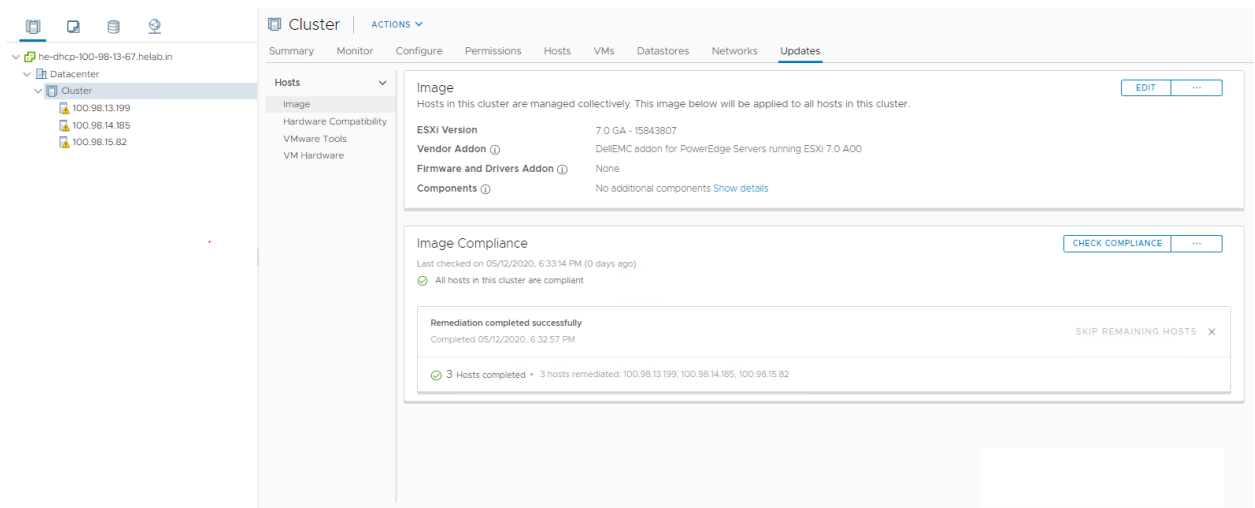 Cluster
ACTIONS
Summary Monitor Configure Permissions Hosts VMs Datastores Networks Updates
he-dhcp-100-98-13-67.helab.in
Datacenter
Cluster
100.98.13.199
100.98.14.185
100.98.15.82
Hosts
Image
Hardware Compatibility
VMware Tools
VM Hardware
Image
EDIT ...
Hosts in this cluster are managed collectively. This image below will be applied to all hosts in this cluster.
ESXi Version 7.0 GA - 15843807
Vendor Addon DellEMC addon for PowerEdge Servers running ESXi 7.0 A00
Firmware and Drivers Addon None
Components No additional components Show details
Image Compliance
CHECK COMPLIANCE ...
Last checked on 05/12/2020, 6:33:14 PM (0 days ago)
All hosts in this cluster are compliant
Remediation completed successfully
SKIP REMAINING HOSTS
Completed 05/12/2020, 6:32:57 PM
3 Hosts completed • 3 hosts remediated: 100.98.13.199, 100.98.14.185, 100.98.15.82